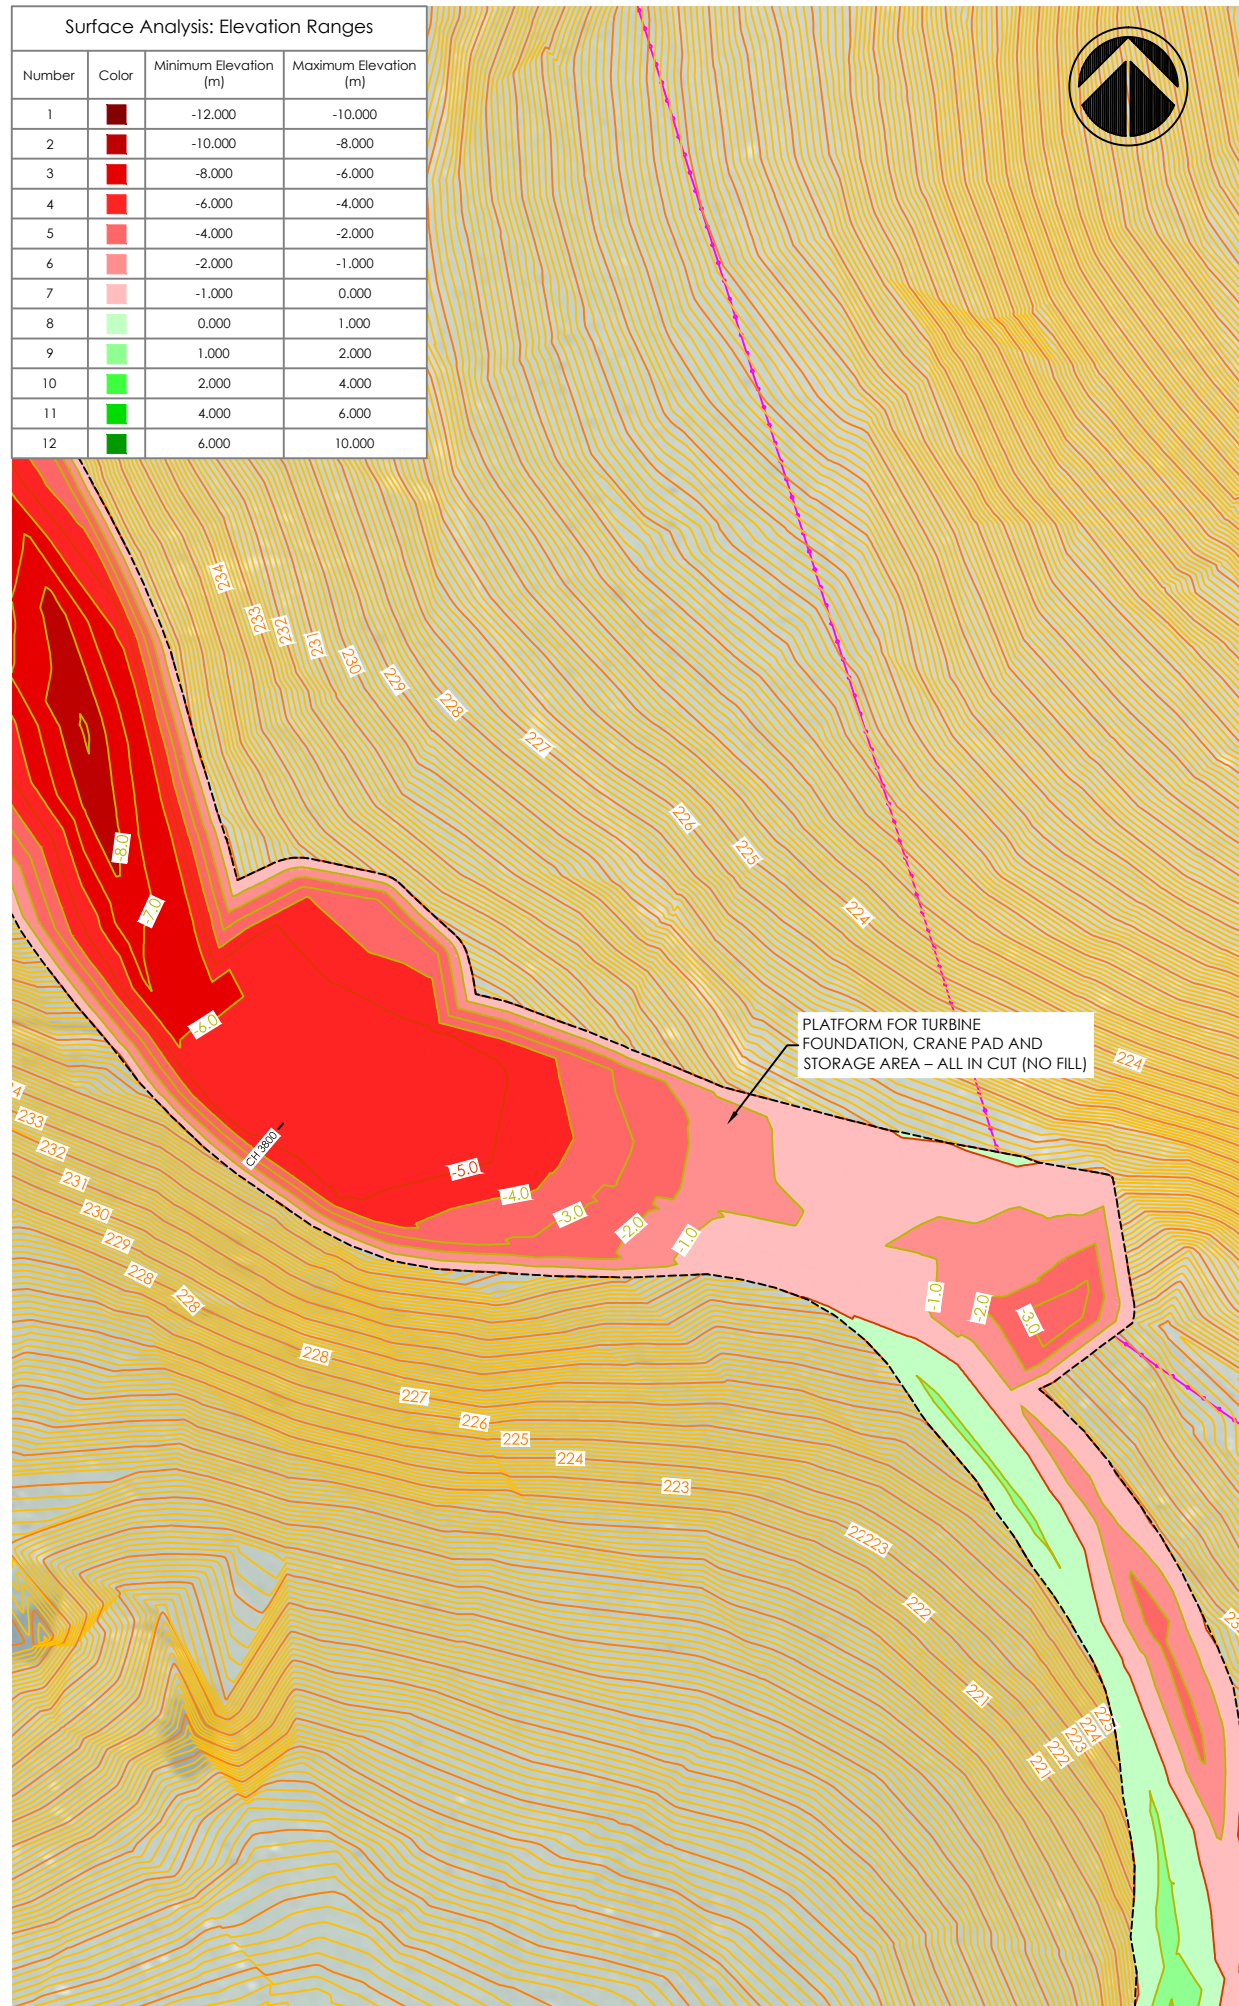 Surface Analysis: Elevation Ranges
Number Color Minimum Elevation (m) Maximum Elevation (m)
1 -12.000 -10.000
2 -10.000 -8.000
3 -8.000 -6.000
4 -6.000 -4.000
5 -4.000 -2.000
6 -2.000 -1.000
7 -1.000 0.000
8 0.000 1.000
9 1.000 2.000
10 2.000 4.000
11 4.000 6.000
12 6.000 10.000
234
233
232
231
230
229
228
227
226
225
224
-8.0
-7.0
-6.0
PLATFORM FOR TURBINE
FOUNDATION, CRANE PAD AND
STORAGE AREA – ALL IN CUT (NO FILL)
224
233
232
231
230
229
228
228
CH 3800
-5.0
-4.0
-3.0
-2.0
-1.0
-1.0
-2.0
-3.0
228
227
226
225
224
223
22223
222
221
221
222
223
224
225